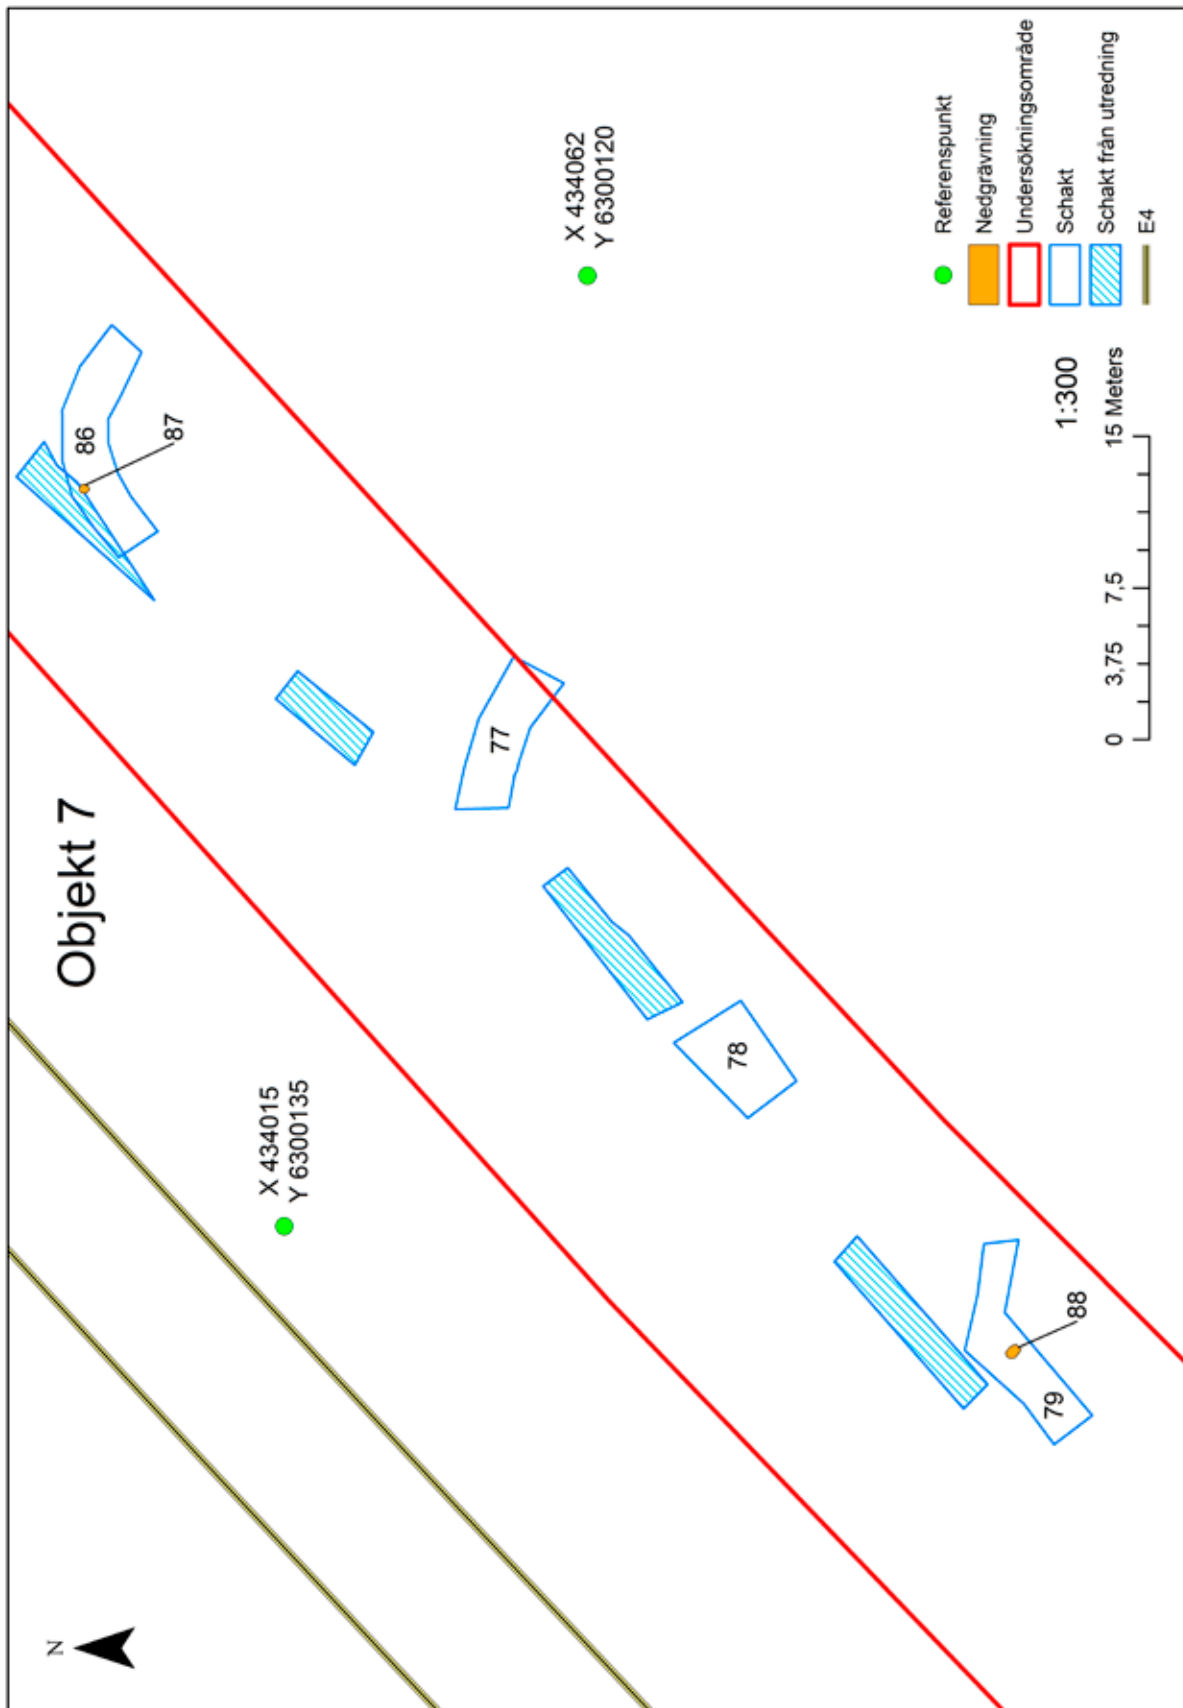 N
Objekt 7
X 434015
Y 6300135
X 434062
Y 6300120
86
87
77
78
79
88
Referenspunkt
Nedgrävning
Undersökningsområde
Schakt
Schakt från utredning
E4
1:300
0 3,75 7,5 15 Meters